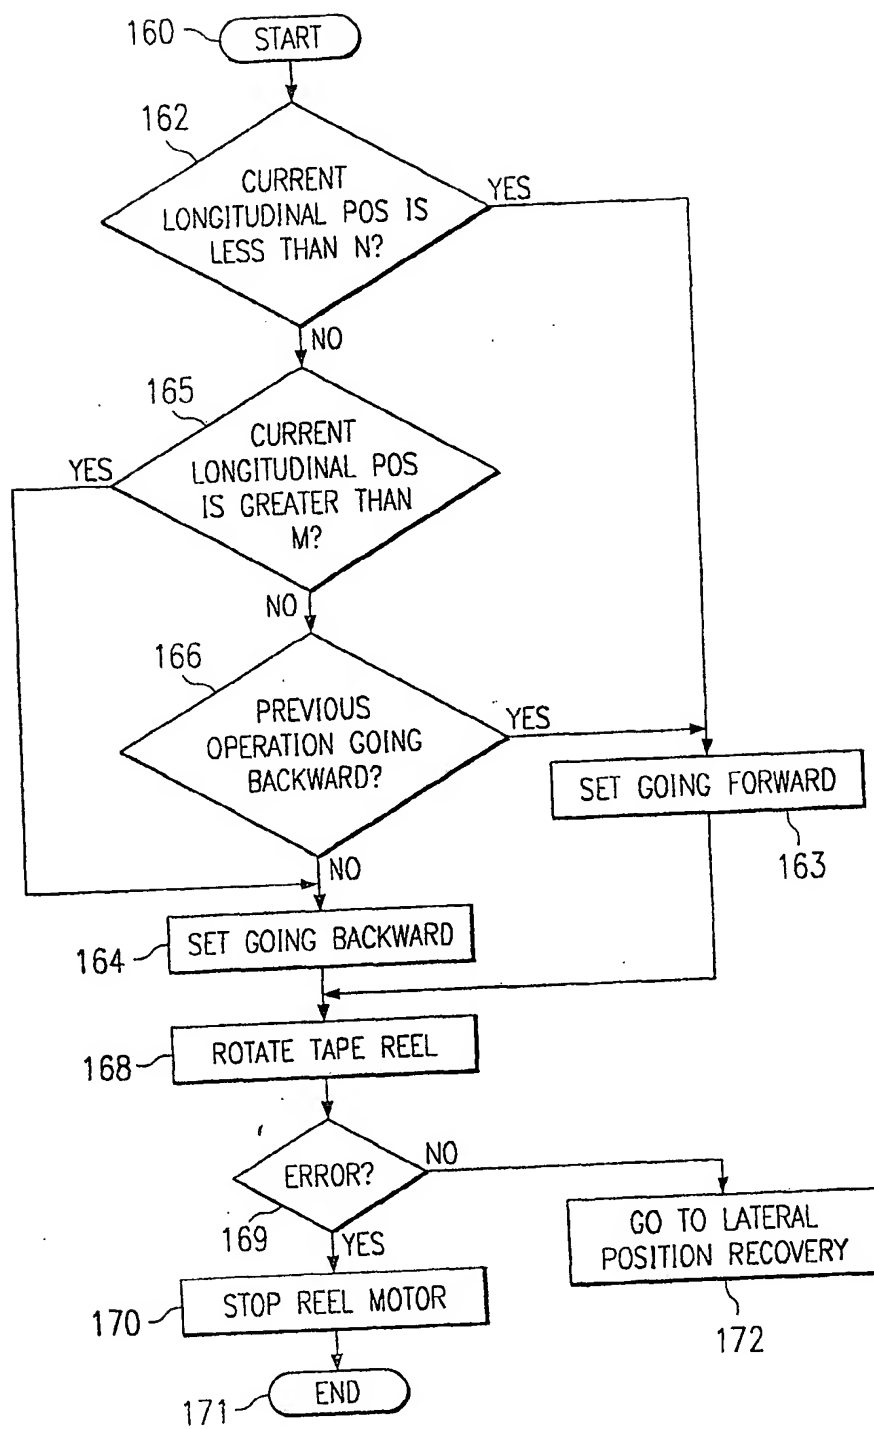 160
START
162
CURRENT
LONGITUDINAL POS IS
LESS THAN N?
YES
NO
165
CURRENT
LONGITUDINAL POS
IS GREATER THAN
M?
YES
NO
166
PREVIOUS
OPERATION GOING
BACKWARD?
YES
SET GOING FORWARD
163
NO
164
SET GOING BACKWARD
168
ROTATE TAPE REEL
ERROR?
NO
169
YES
GO TO LATERAL
POSITION RECOVERY
172
170
STOP REEL MOTOR
171
END